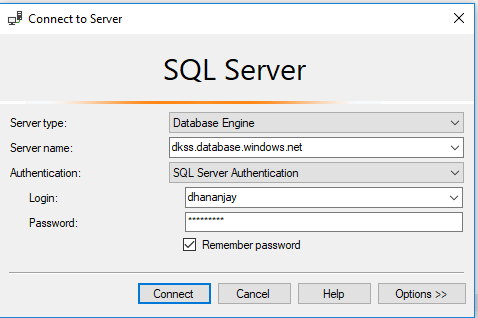 Connect to Server
SQL Server
Server type: Database Engine
Server name: dkss.database.windows.net
Authentication: SQL Server Authentication
Login: dhananjay
Password: *********
Remember password
Connect Cancel Help Options >>